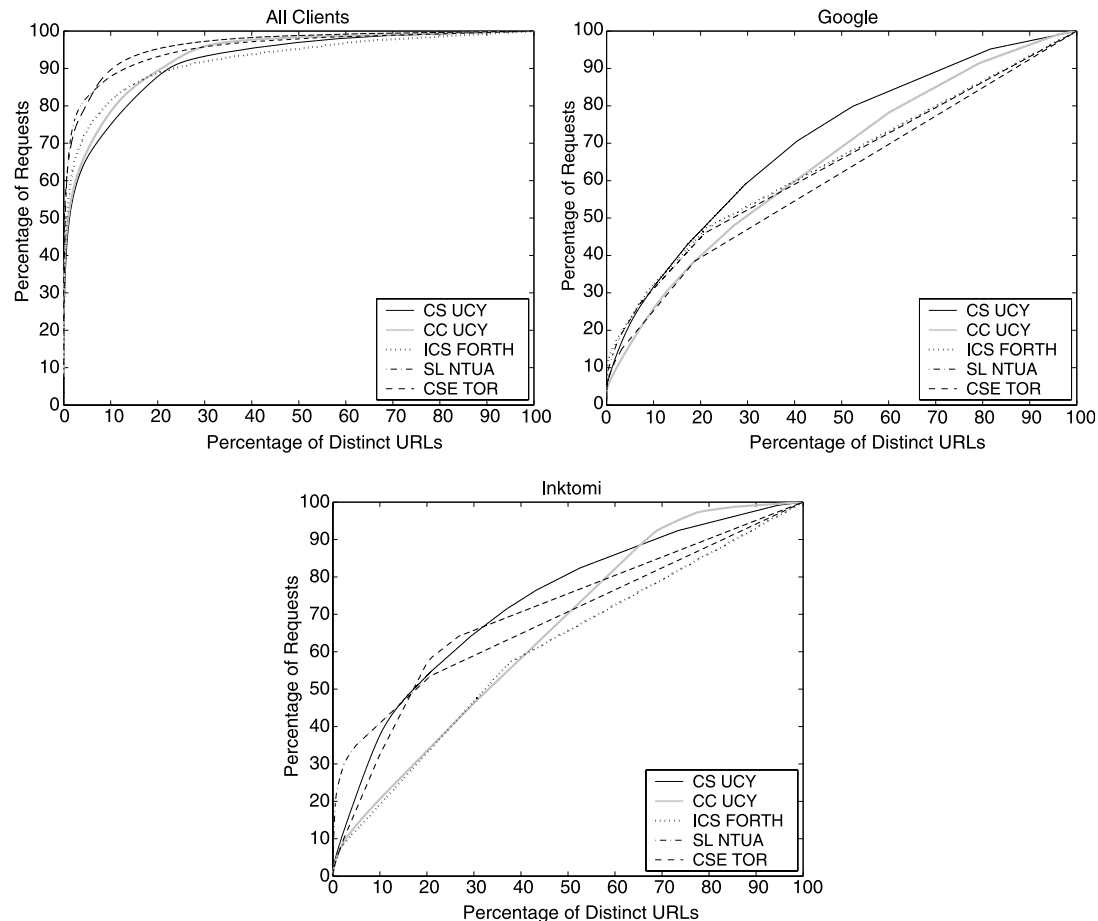 All Clients
Percentage of Requests
100
90
80
70
60
50
40
30
20
10
0
CS UCY
CC UCY
ICS FORTH
SL NTUA
CSE TOR
0 10 20 30 40 50 60 70 80 90 100
Percentage of Distinct URLs
Google
Percentage of Requests
100
90
80
70
60
50
40
30
20
10
0
CS UCY
CC UCY
ICS FORTH
SL NTUA
CSE TOR
0 10 20 30 40 50 60 70 80 90 100
Percentage of Distinct URLs
Inktomi
Percentage of Requests
100
90
80
70
60
50
40
30
20
10
0
CS UCY
CC UCY
ICS FORTH
SL NTUA
CSE TOR
0 10 20 30 40 50 60 70 80 90 100
Percentage of Distinct URLs